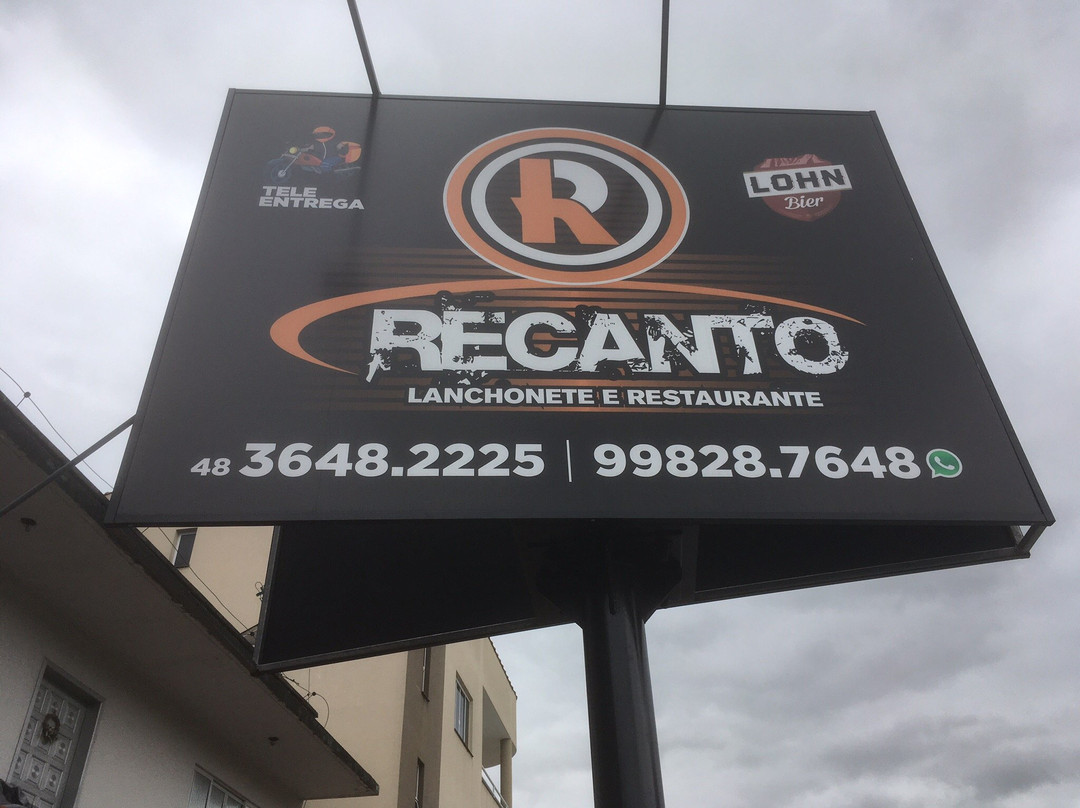 TELE
ENTREGA
R
LOHN
Bier
RECANTO
LANCHONETE E RESTAURANTE
48 3648.2225 | 99828.7648